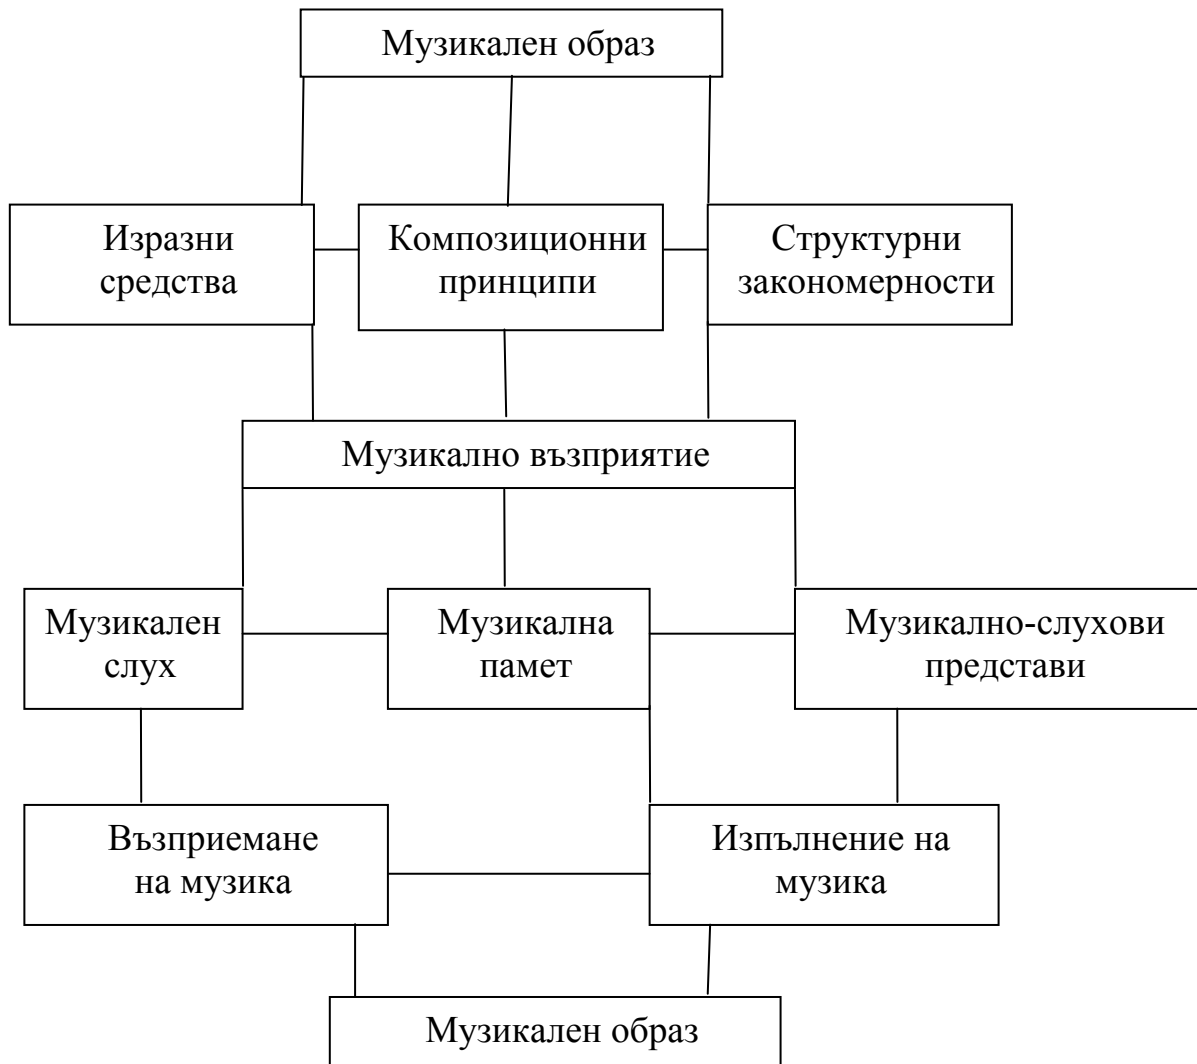 Музикален образ
Изразни
средства
Композиционни
принципи
Структурни
закономерности
Музикално възприятие
Музикален
слух
Музикална
памет
Музикално-слухови
представи
Възприемане
на музика
Изпълнение на
музика
Музикален образ